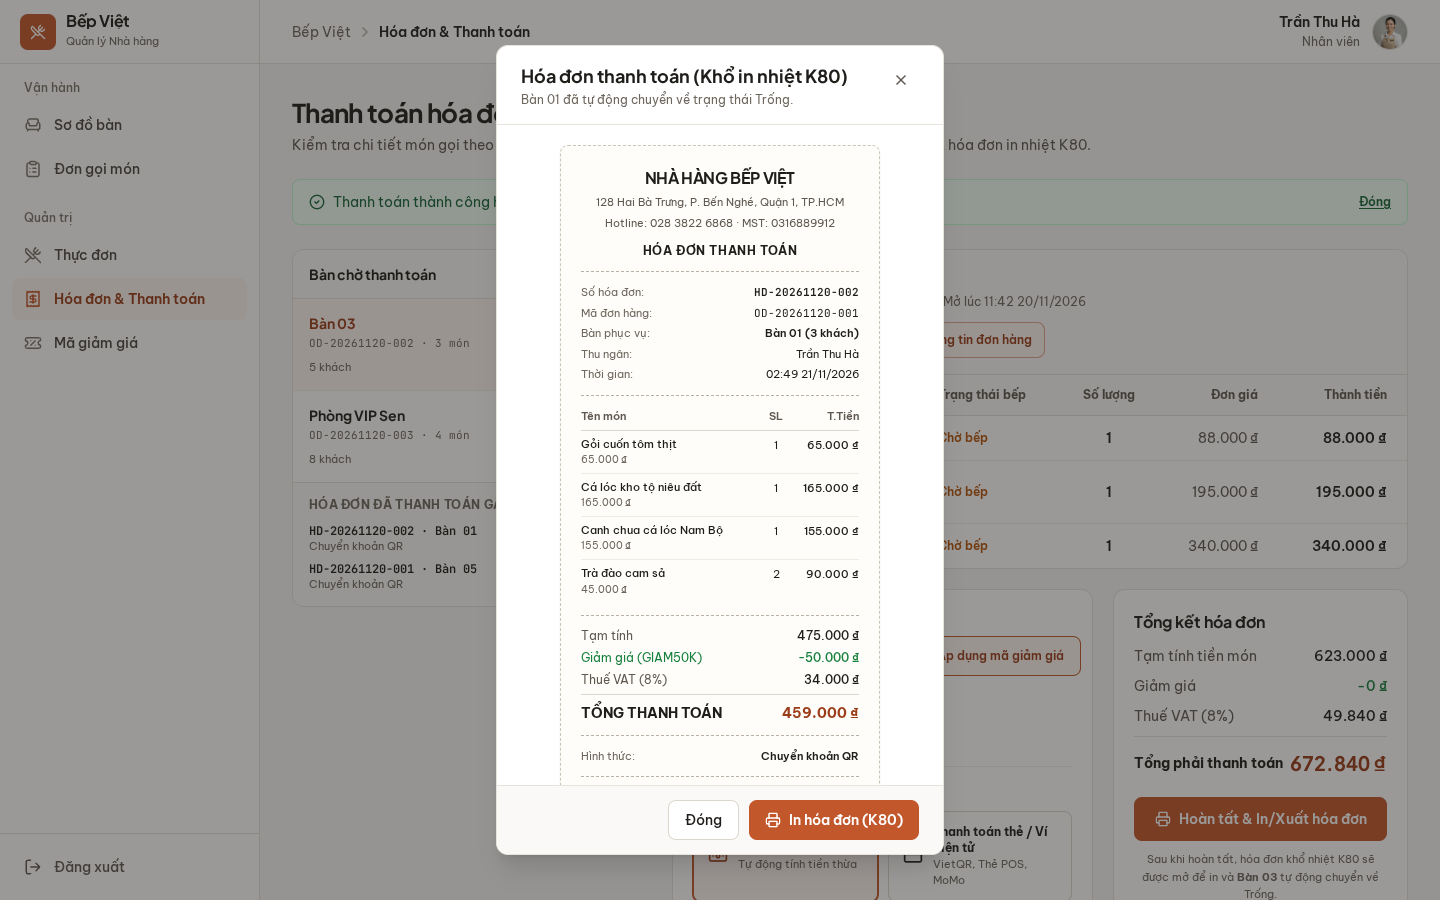 Bếp Việt
Quản lý Nhà hàng
Vận hành
Sơ đồ bàn
Đơn gọi món
Quản trị
Thực đơn
Hóa đơn & Thanh toán
Mã giảm giá
Đăng xuất
Bếp Việt
Hóa đơn & Thanh toán
Trần Thu Hà
Nhân viên
Thanh toán hóa
Kiểm tra chi tiết món gọi theo
hóa đơn in nhiệt K80.
Thanh toán thành công
Đóng
Bàn chờ thanh toán
Bàn 03
OD-20261120-002 · 3 món
5 khách
Phòng VIP Sen
OD-20261120-003 · 4 món
8 khách
HÓA ĐƠN ĐÃ THANH TOÁN
HD-20261120-002 · Bàn 01
Chuyển khoản QR
HD-20261120-001 · Bàn 05
Chuyển khoản QR
Hóa đơn thanh toán (Khổ in nhiệt K80)
Bàn 01 đã tự động chuyển về trạng thái Trống.
NHÀ HÀNG BẾP VIỆT
128 Hai Bà Trưng, P. Bến Nghé, Quận 1, TP.HCM
Hotline: 028 3822 6868 · MST: 0316889912
HÓA ĐƠN THANH TOÁN
Số hóa đơn: HD-20261120-002
Mã đơn hàng: OD-20261120-001
Bàn phục vụ: Bàn 01 (3 khách)
Thu ngân: Trần Thu Hà
Thời gian: 02:49 21/11/2026
Tên món SL T.Tiền
Gỏi cuốn tôm thịt 1 65.000 ₫
65.000 ₫
Cá lóc kho tộ niêu đất 1 165.000 ₫
165.000 ₫
Canh chua cá lóc Nam Bộ 1 155.000 ₫
155.000 ₫
Trà đào cam sả 2 90.000 ₫
45.000 ₫
Tạm tính 475.000 ₫
Giảm giá (GIAM50K) -50.000 ₫
Thuế VAT (8%) 34.000 ₫
TỔNG THANH TOÁN 459.000 ₫
Hình thức: Chuyển khoản QR
Đóng
In hóa đơn (K80)
Mở lúc 11:42 20/11/2026
tin đơn hàng
Trạng thái bếp Số lượng Đơn giá Thành tiền
Chờ bếp 1 88.000 ₫ 88.000 ₫
Chờ bếp 1 195.000 ₫ 195.000 ₫
Chờ bếp 1 340.000 ₫ 340.000 ₫
Áp dụng mã giảm giá
Tự động tính tiền thừa
Thanh toán thẻ / Ví
điện tử
VietQR, Thẻ POS,
MoMo
Tổng kết hóa đơn
Tạm tính tiền món 623.000 ₫
Giảm giá -0 ₫
Thuế VAT (8%) 49.840 ₫
Tổng phải thanh toán 672.840 ₫
Hoàn tất & In/Xuất hóa đơn
Sau khi hoàn tất, hóa đơn khổ nhiệt K80 sẽ
được mở để in và Bàn 03 tự động chuyển về
Trống.